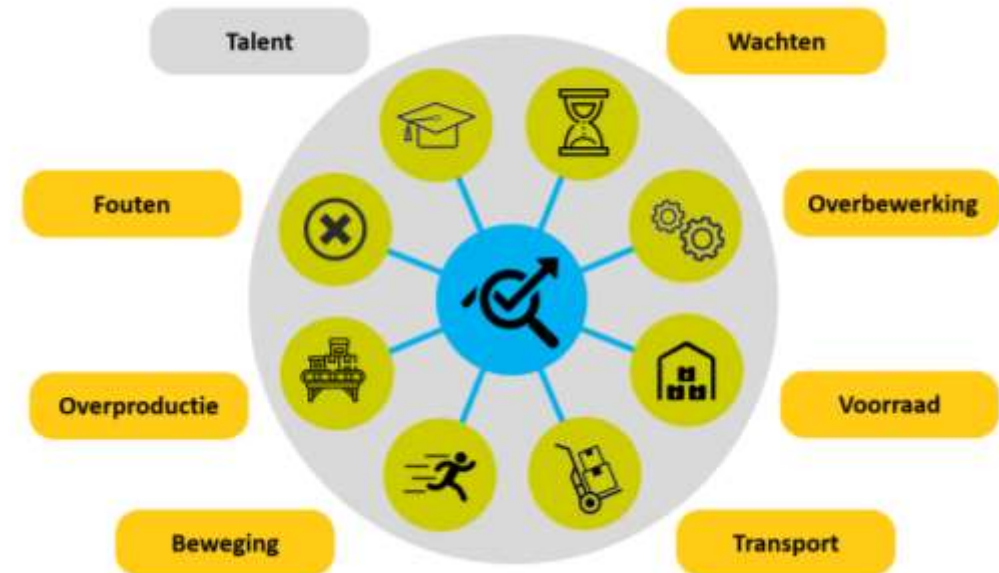 Talent
Wachten
Fouten
Overbewerking
Overproductie
Voorraad
Beweging
Transport